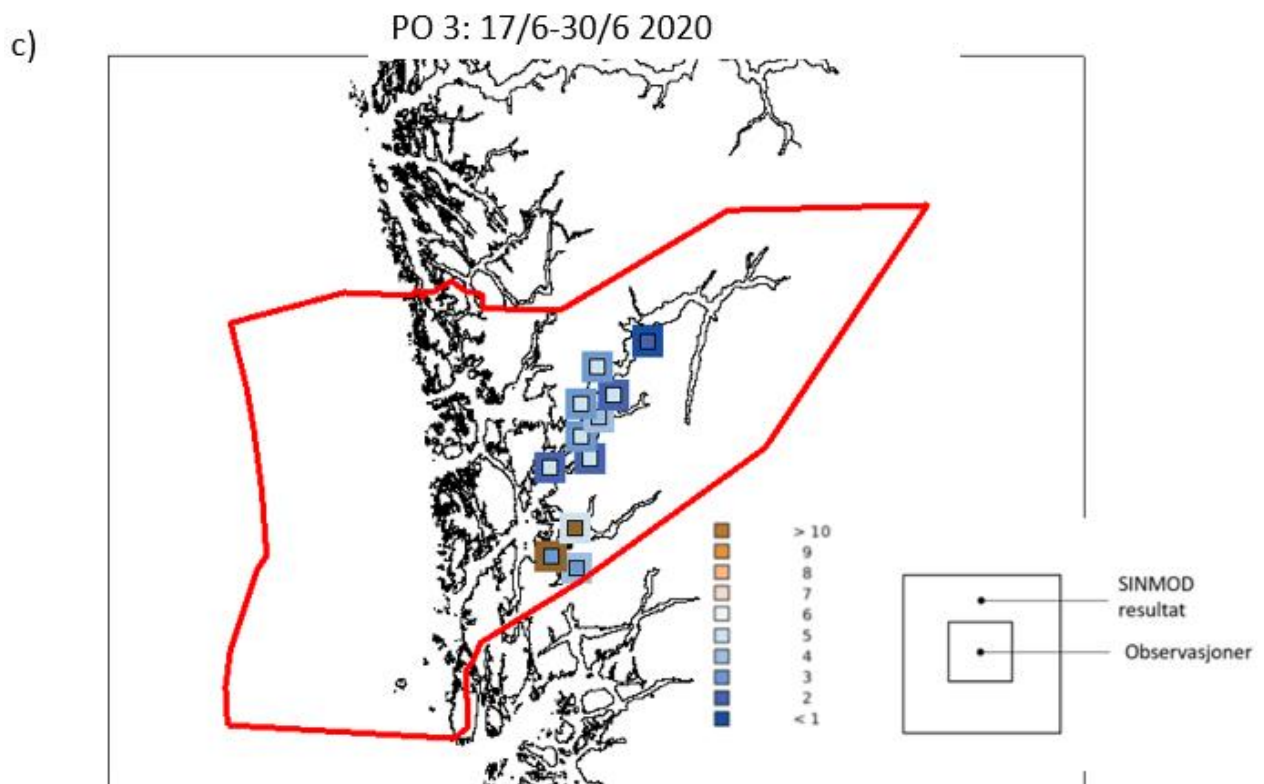 c)
PO 3: 17/6-30/6 2020
> 10
9
8
7
6
5
4
3
2
< 1
SINMOD
resultat
Observasjoner